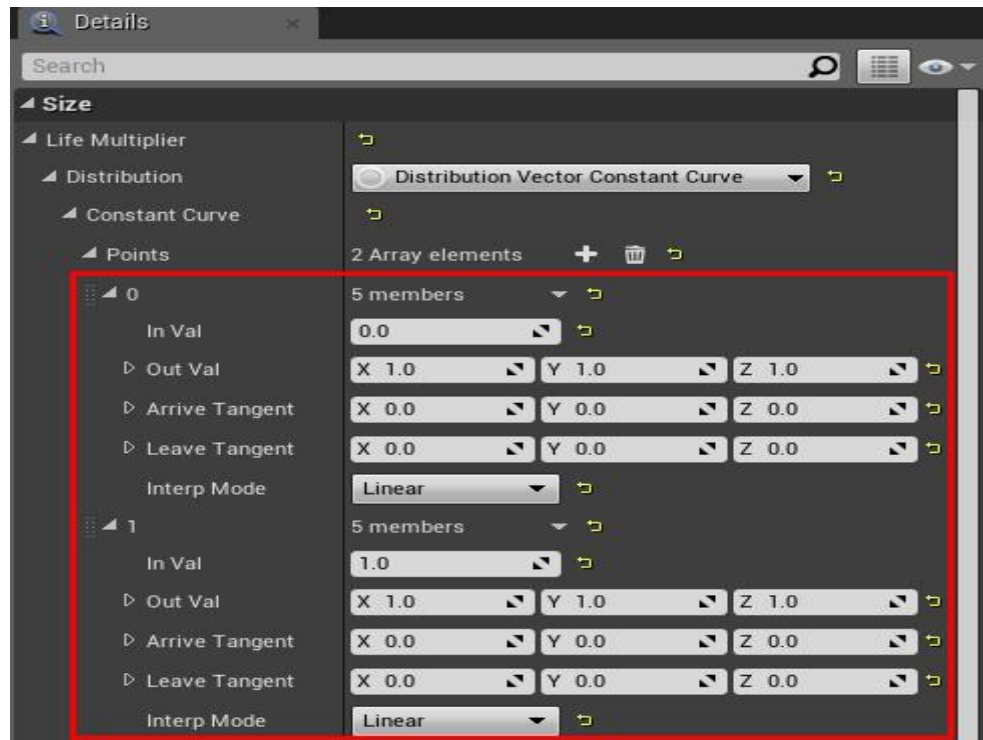 Details
Search
Size
Life Multiplier
Distribution Distribution Vector Constant Curve
Constant Curve
Points 2 Array elements
0 5 members
In Val 0.0
Out Val X 1.0 Y 1.0 Z 1.0
Arrive Tangent X 0.0 Y 0.0 Z 0.0
Leave Tangent X 0.0 Y 0.0 Z 0.0
Interp Mode Linear
1 5 members
In Val 1.0
Out Val X 1.0 Y 1.0 Z 1.0
Arrive Tangent X 0.0 Y 0.0 Z 0.0
Leave Tangent X 0.0 Y 0.0 Z 0.0
Interp Mode Linear